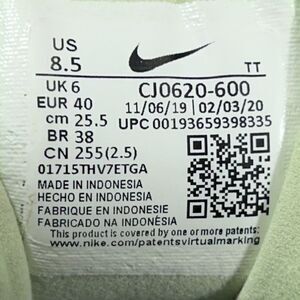 US
8.5
TT
UK 6
CJ0620-600
EUR 40
11/06/19 02/03/20
cm 25.5
UPC 00193659398335
BR 38
CN 255(2.5)
01715THV7ETGA
MADE IN INDONESIA
HECHO EN INDONESIA
FABRIQUE EN INDONESIE
FABRICADO NA INDONÉSIA
This product is covered by one or more of our patents.
www.nike.com/patentsvirtualmarking